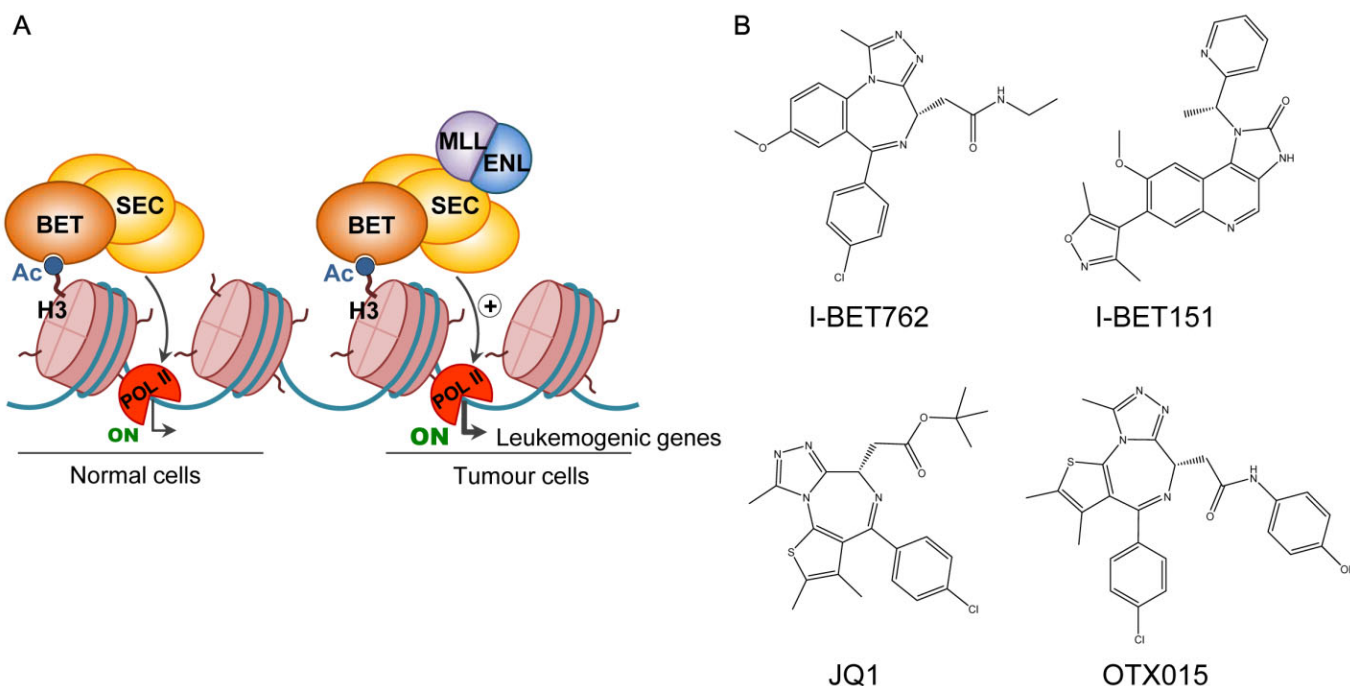 A
MLL
ENL
SEC
BET
Ac
H3
POL II
ON
Normal cells
SEC
BET
Ac
H3
+
POL II
ON
Leukemogenic genes
Tumour cells
B
N
N
N
H
N
O
N
O
Cl
I-BET762
N
O
N
NH
O
N
O
N
I-BET151
O
O
N
N
N
N
S
Cl
JQ1
N
N
N
S
N
H
N
O
Cl
OTX015